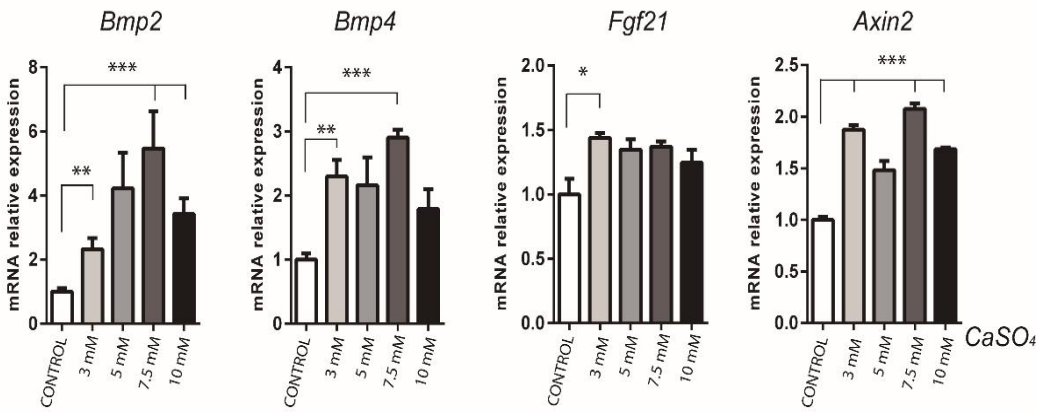 Bmp2
Bmp4
Fgf21
Axin2
mRNA relative expression
8
6
4
2
0
***
**
CONTROL
3 mM
5 mM
7.5 mM
10 mM
mRNA relative expression
4
3
2
1
0
***
**
CONTROL
3 mM
5 mM
7.5 mM
10 mM
mRNA relative expression
2.0
1.5
1.0
0.5
0.0
*
CONTROL
3 mM
5 mM
7.5 mM
10 mM
mRNA relative expression
2.5
2.0
1.5
1.0
0.5
0.0
***
CONTROL
3 mM
5 mM
7.5 mM
10 mM
CaSO4